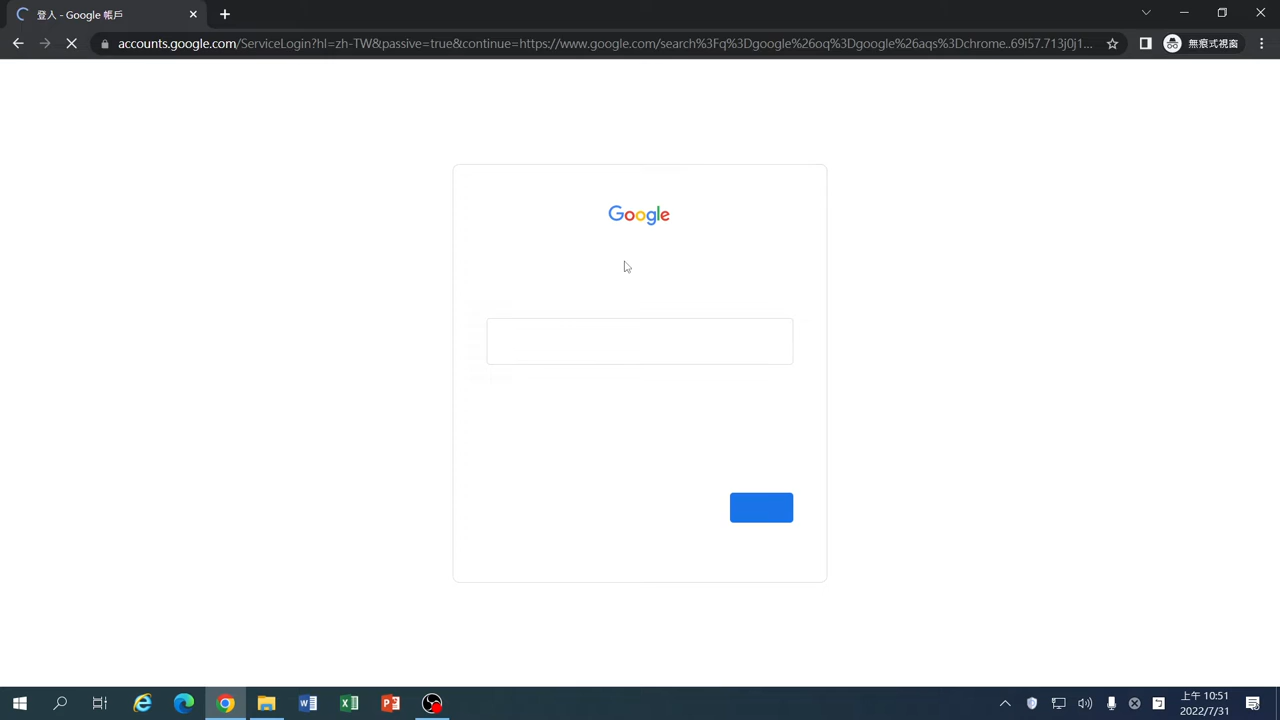 登入 - Google 帳戶
accounts.google.com/ServiceLogin?hl=zh-TW&passive=true&continue=https://www.google.com/search%3Fq%3Dgoogle%26oq%3Dgoogle%26aqs%3Dchrome..69i57.713j0j1...
無痕式視窗
Google
上午 10:51
2022/7/31